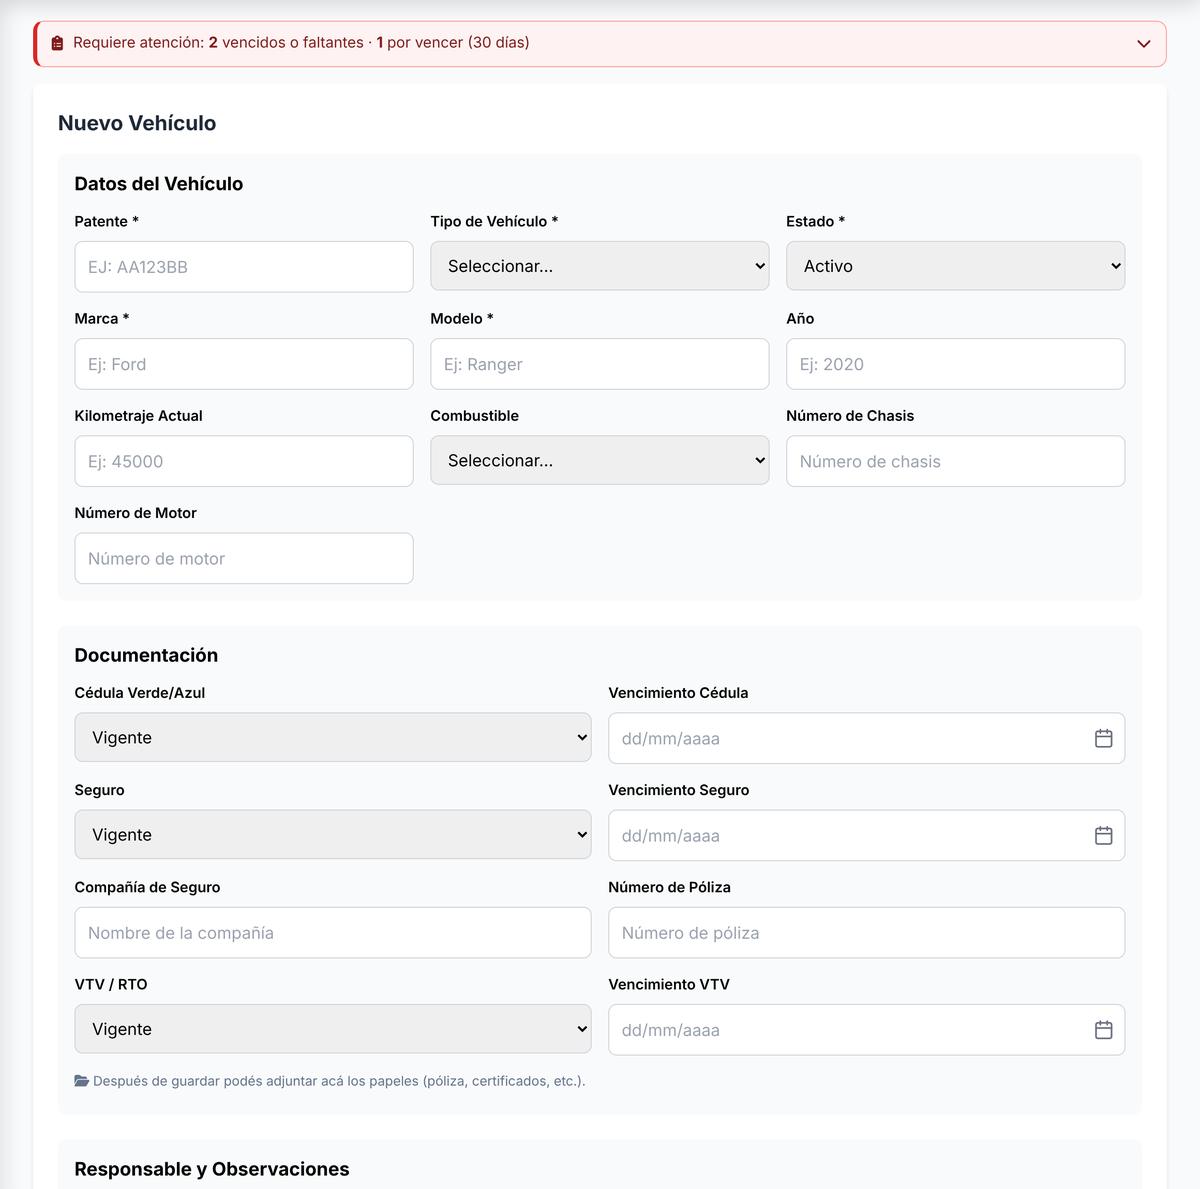 Requiere atención: 2 vencidos o faltantes · 1 por vencer (30 días)
Nuevo Vehículo
Datos del Vehículo
Patente * Tipo de Vehículo * Estado *
EJ: AA123BB Seleccionar... Activo
Marca * Modelo * Año
Ej: Ford Ej: Ranger Ej: 2020
Kilometraje Actual Combustible Número de Chasis
Ej: 45000 Seleccionar... Número de chasis
Número de Motor
Número de motor
Documentación
Cédula Verde/Azul Vencimiento Cédula
Vigente dd/mm/aaaa
Seguro Vencimiento Seguro
Vigente dd/mm/aaaa
Compañía de Seguro Número de Póliza
Nombre de la compañía Número de póliza
VTV / RTO Vencimiento VTV
Vigente dd/mm/aaaa
Después de guardar podés adjuntar acá los papeles (póliza, certificados, etc.).
Responsable y Observaciones